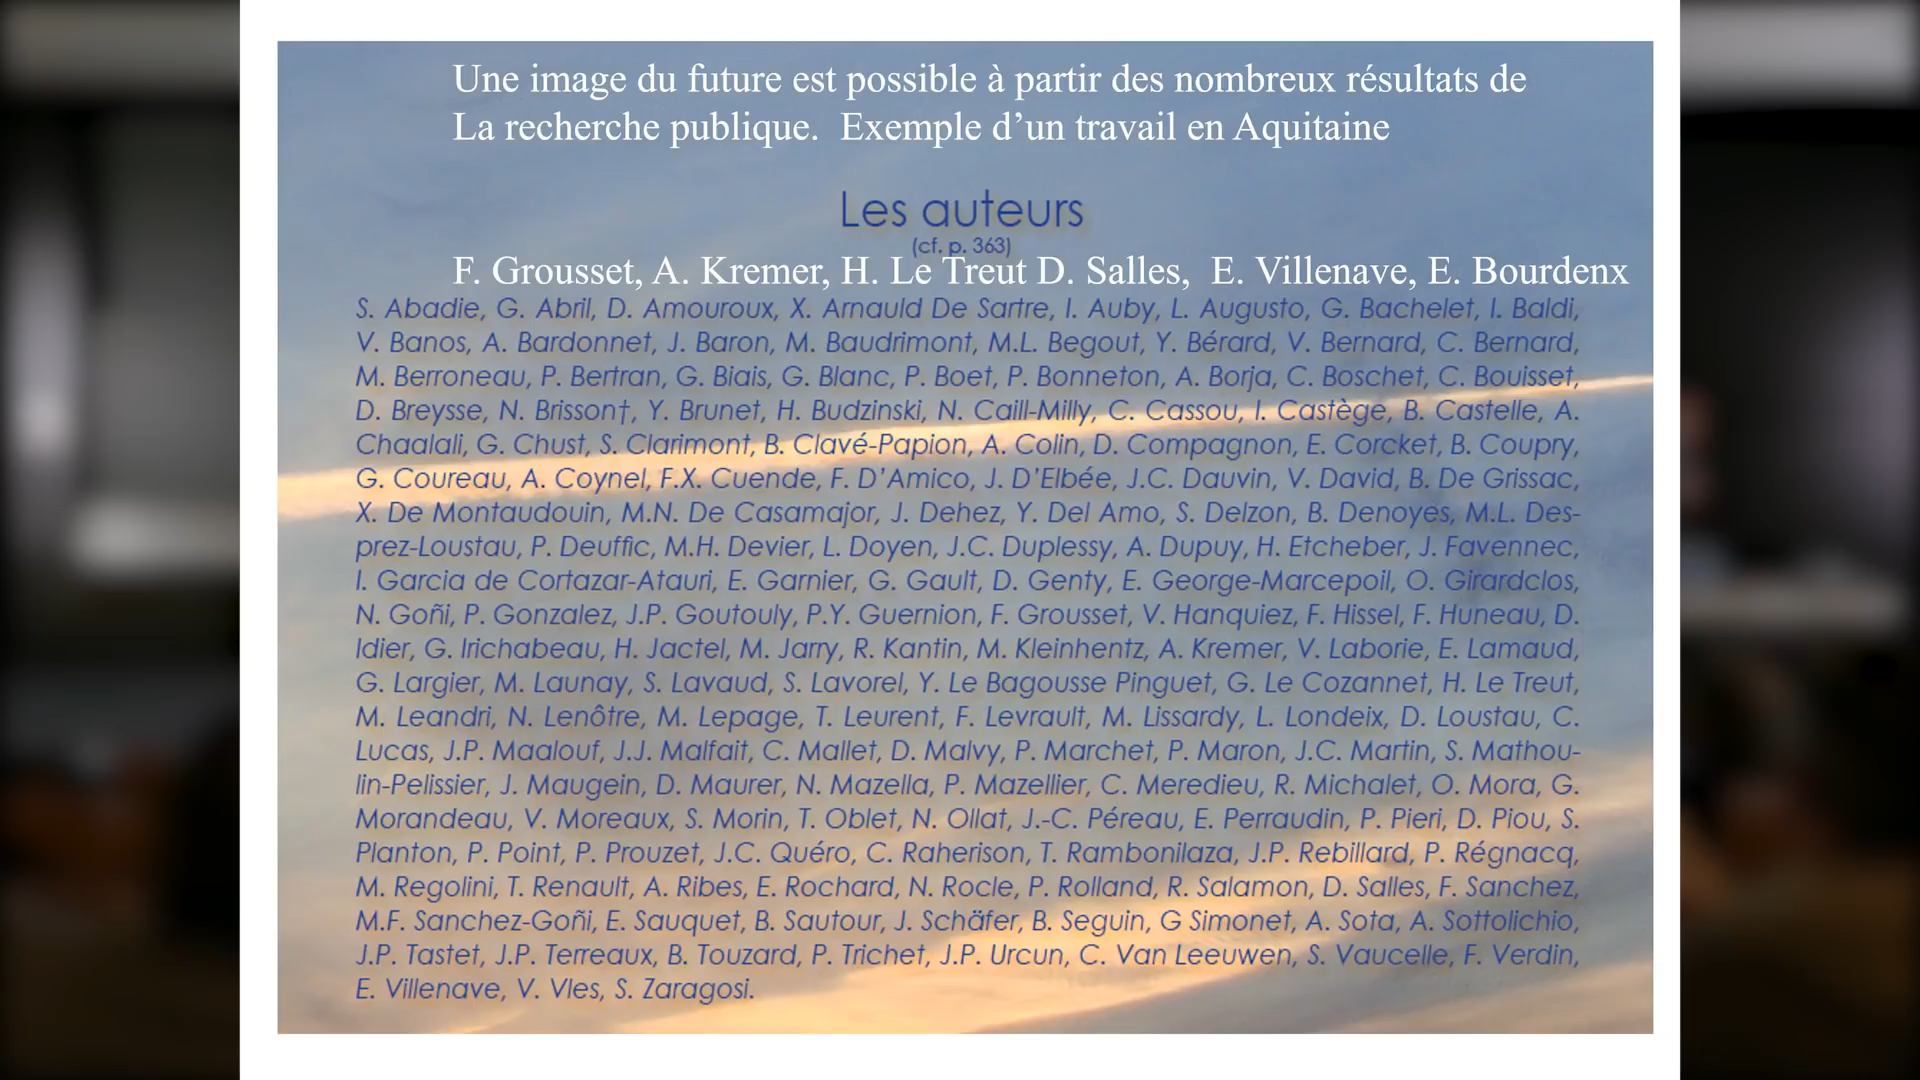 Une image du future est possible à partir des nombreux résultats de
La recherche publique.  Exemple d’un travail en Aquitaine
Les auteurs
(cf. p. 363)
F. Grousset, A. Kremer, H. Le Treut D. Salles,  E. Villenave, E. Bourdenx
S. Abadie, G. Abril, D. Amouroux, X. Arnauld De Sartre, I. Auby, L. Augusto, G. Bachelet, I. Baldi,
V. Banos, A. Bardonnet, J. Baron, M. Baudrimont, M.L. Begout, Y. Bérard, V. Bernard, C. Bernard,
M. Berroneau, P. Bertran, G. Biais, G. Blanc, P. Boet, P. Bonneton, A. Borja, C. Boschet, C. Bouisset,
D. Breysse, N. Brisson†, Y. Brunet, H. Budzinski, N. Caill-Milly, C. Cassou, I. Castège, B. Castelle, A.
Chaalali, G. Chust, S. Clarimont, B. Clavé-Papion, A. Colin, D. Compagnon, E. Corcket, B. Coupry,
G. Coureau, A. Coynel, F.X. Cuende, F. D’Amico, J. D’Elbée, J.C. Dauvin, V. David, B. De Grissac,
X. De Montaudouin, M.N. De Casamajor, J. Dehez, Y. Del Amo, S. Delzon, B. Denoyes, M.L. Des-
prez-Loustau, P. Deuffic, M.H. Devier, L. Doyen, J.C. Duplessy, A. Dupuy, H. Etcheber, J. Favennec,
I. Garcia de Cortazar-Atauri, E. Garnier, G. Gault, D. Genty, E. George-Marcepoil, O. Girardclos,
N. Goñi, P. Gonzalez, J.P. Goutouly, P.Y. Guernion, F. Grousset, V. Hanquiez, F. Hissel, F. Huneau, D.
Idier, G. Irichabeau, H. Jactel, M. Jarry, R. Kantin, M. Kleinhentz, A. Kremer, V. Laborie, E. Lamaud,
G. Largier, M. Launay, S. Lavaud, S. Lavorel, Y. Le Bagousse Pinguet, G. Le Cozannet, H. Le Treut,
M. Leandri, N. Lenôtre, M. Lepage, T. Leurent, F. Levrault, M. Lissardy, L. Londeix, D. Loustau, C.
Lucas, J.P. Maalouf, J.J. Malfait, C. Mallet, D. Malvy, P. Marchet, P. Maron, J.C. Martin, S. Mathou-
lin-Pelissier, J. Maugein, D. Maurer, N. Mazella, P. Mazellier, C. Meredieu, R. Michalet, O. Mora, G.
Morandeau, V. Moreaux, S. Morin, T. Oblet, N. Ollat, J.-C. Péreau, E. Perraudin, P. Pieri, D. Piou, S.
Planton, P. Point, P. Prouzet, J.C. Quéro, C. Raherison, T. Rambonilaza, J.P. Rebillard, P. Régnacq,
M. Regolini, T. Renault, A. Ribes, E. Rochard, N. Rocle, P. Rolland, R. Salamon, D. Salles, F. Sanchez,
M.F. Sanchez-Goñi, E. Sauquet, B. Sautour, J. Schäfer, B. Seguin, G Simonet, A. Sota, A. Sottolichio,
J.P. Tastet, J.P. Terreaux, B. Touzard, P. Trichet, J.P. Urcun, C. Van Leeuwen, S. Vaucelle, F. Verdin,
E. Villenave, V. Vles, S. Zaragosi.